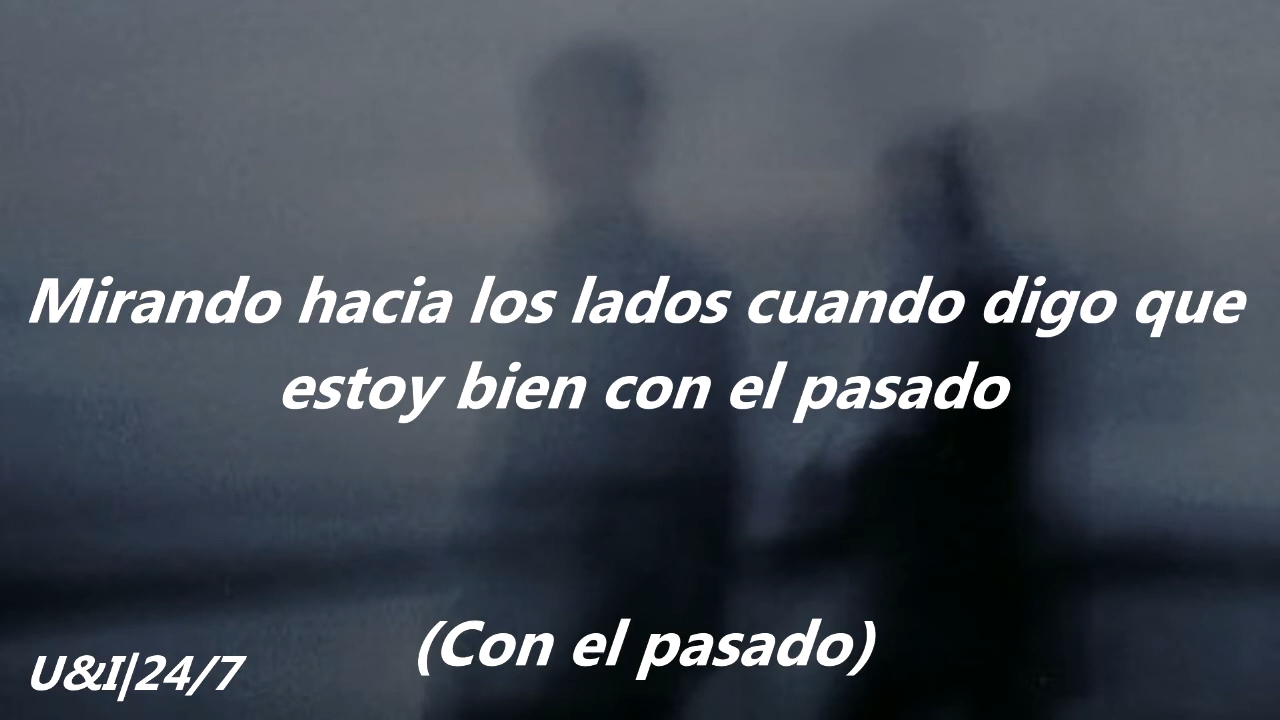 Mirando hacia los lados cuando digo que
estoy bien con el pasado
(Con el pasado)
U&I|24/7